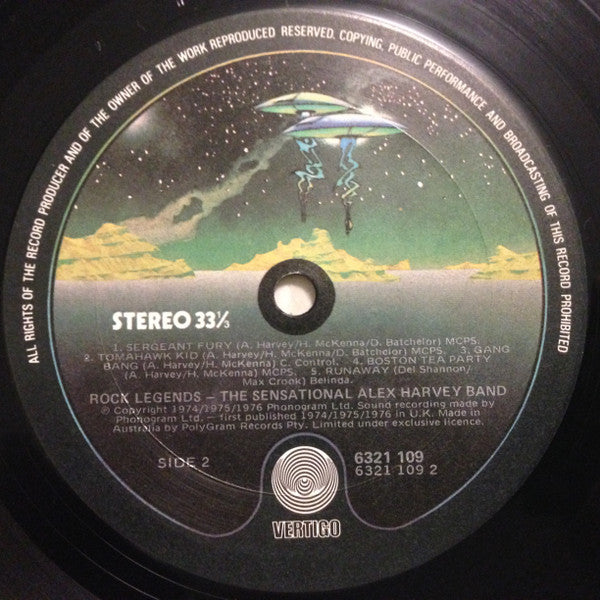 ALL RIGHTS OF THE RECORD PRODUCER AND OF THE OWNER OF THE WORK REPRODUCED RESERVED. COPYING, PUBLIC PERFORMANCE AND BROADCASTING OF THIS RECORD PROHIBITED
STEREO 33⅓
1. SERGEANT FURY (A. Harvey/H. McKenna/D. Batchelor) MCPS.
2. TOMAHAWK KID (A. Harvey/H. McKenna/D. Batchelor) MCPS. 3. GANG
BANG (A. Harvey/H. McKenna) C. Control. - 4. BOSTON TEA PARTY
(A. Harvey/H. McKenna) MCPS. 5. RUNAWAY (Del Shannon/
Max Crook) Belinda.
ROCK LEGENDS - THE SENSATIONAL ALEX HARVEY BAND
℗ Copyright 1974/1975/1976 Phonogram Ltd. Sound recording made by
Phonogram Ltd. - first published 1974/1975/1976 in U.K. Made in
Australia by PolyGram Records Pty. Limited under exclusive licence.
SIDE 2
6321 109
6321 109 2
VERTIGO